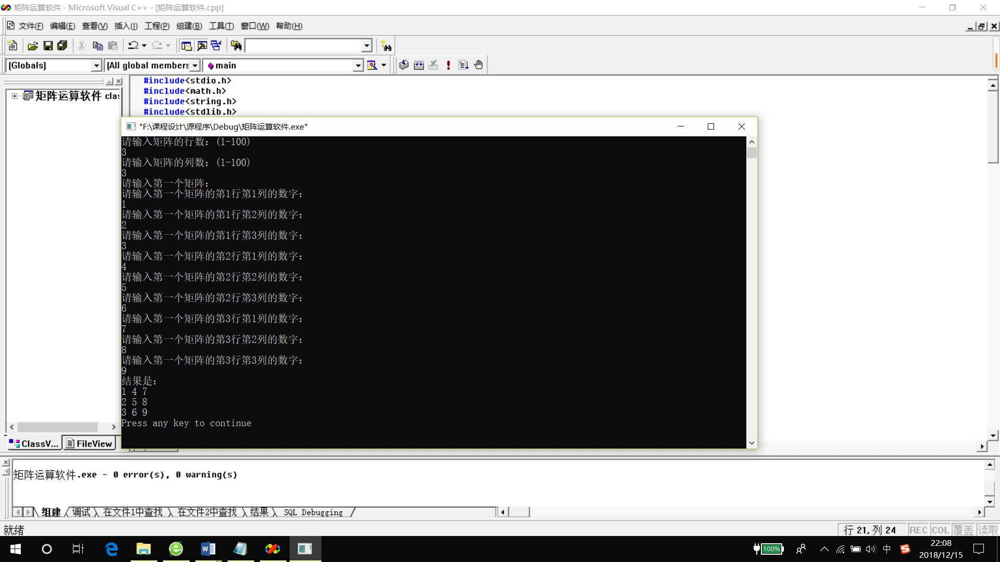 矩阵运算软件 - Microsoft Visual C++ - [矩阵运算软件.cpp]
文件(F) 编辑(E) 查看(V) 插入(I) 工程(P) 组建(B) 工具(T) 窗口(W) 帮助(H)
(Globals) (All global members main
矩阵运算软件 clas
#include<stdio.h>
#include<math.h>
#include<string.h>
#include<stdlib.h>
"F:\课程设计\源程序\Debug\矩阵运算软件.exe"
请输入矩阵的行数：(1-100)
3
请输入矩阵的列数：(1-100)
3
请输入第一个矩阵：
请输入第一个矩阵的第1行第1列的数字：
1
请输入第一个矩阵的第1行第2列的数字：
2
请输入第一个矩阵的第1行第3列的数字：
3
请输入第一个矩阵的第2行第1列的数字：
4
请输入第一个矩阵的第2行第2列的数字：
5
请输入第一个矩阵的第2行第3列的数字：
6
请输入第一个矩阵的第3行第1列的数字：
7
请输入第一个矩阵的第3行第2列的数字：
8
请输入第一个矩阵的第3行第3列的数字：
9
结果是：
1 4 7
2 5 8
3 6 9
Press any key to continue
ClassV... FileView
矩阵运算软件.exe - 0 error(s), 0 warning(s)
组建 调试 在文件1中查找 在文件2中查找 结果 SQL Debugging
就绪 行 21, 列 24 REC COL 覆盖 读取
100% 中 22:08
2018/12/15